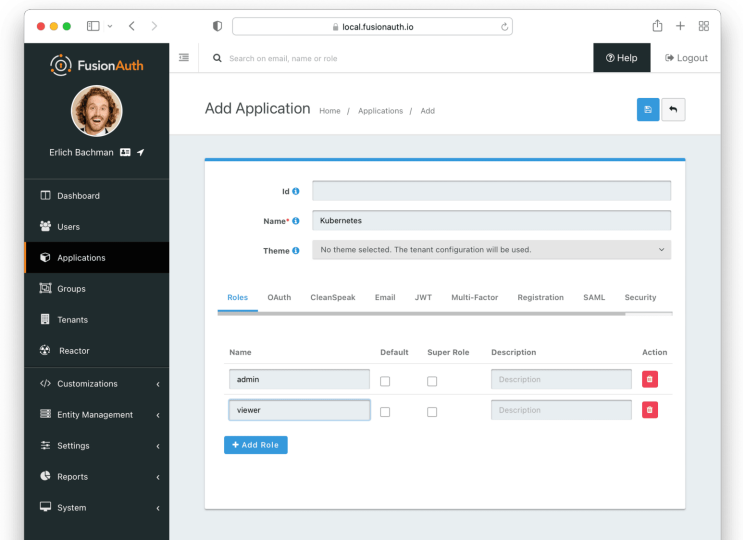 local.fusionauth.io
FusionAuth
Search on email, name or role
Help
Logout
Erlich Bachman
Add Application Home / Applications / Add
Dashboard
Users
Applications
Groups
Tenants
Reactor
Customizations
Entity Management
Settings
Reports
System
Id
Name* Kubernetes
Theme No theme selected. The tenant configuration will be used.
Roles OAuth CleanSpeak Email JWT Multi-Factor Registration SAML Security
Name Default Super Role Description Action
admin Description
viewer Description
+ Add Role